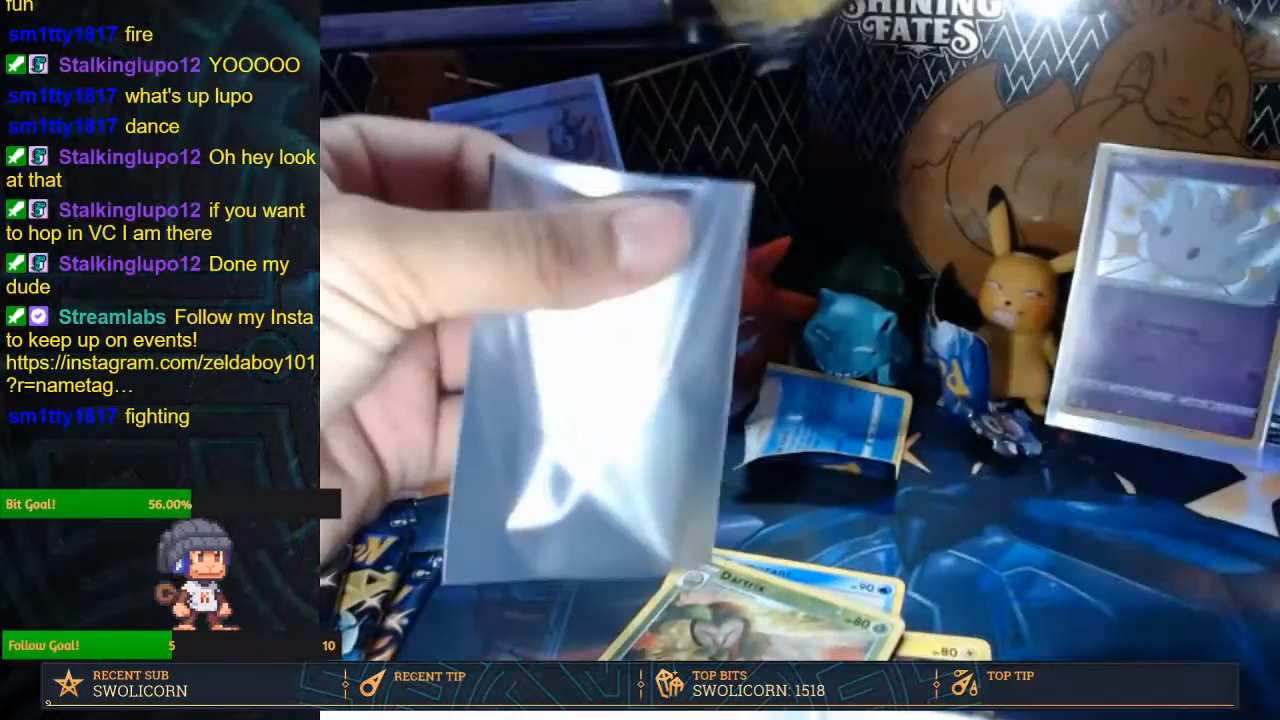 fun
sm1tty1817 fire
Stalkinglupo12 YOOOOO
sm1tty1817 what's up lupo
sm1tty1817 dance
Stalkinglupo12 Oh hey look
at that
Stalkinglupo12 if you want
to hop in VC I am there
Stalkinglupo12 Done my
dude
Streamlabs Follow my Insta
to keep up on events!
https://instagram.com/zeldaboy101
?r=nametag…
sm1tty1817 fighting
Bit Goal! 56.00%
Follow Goal! 5 10
SHINING
FATES
90
Dartrix
80
80
RECENT SUB
SWOLICORN
RECENT TIP
TOP BITS
SWOLICORN: 1518
TOP TIP